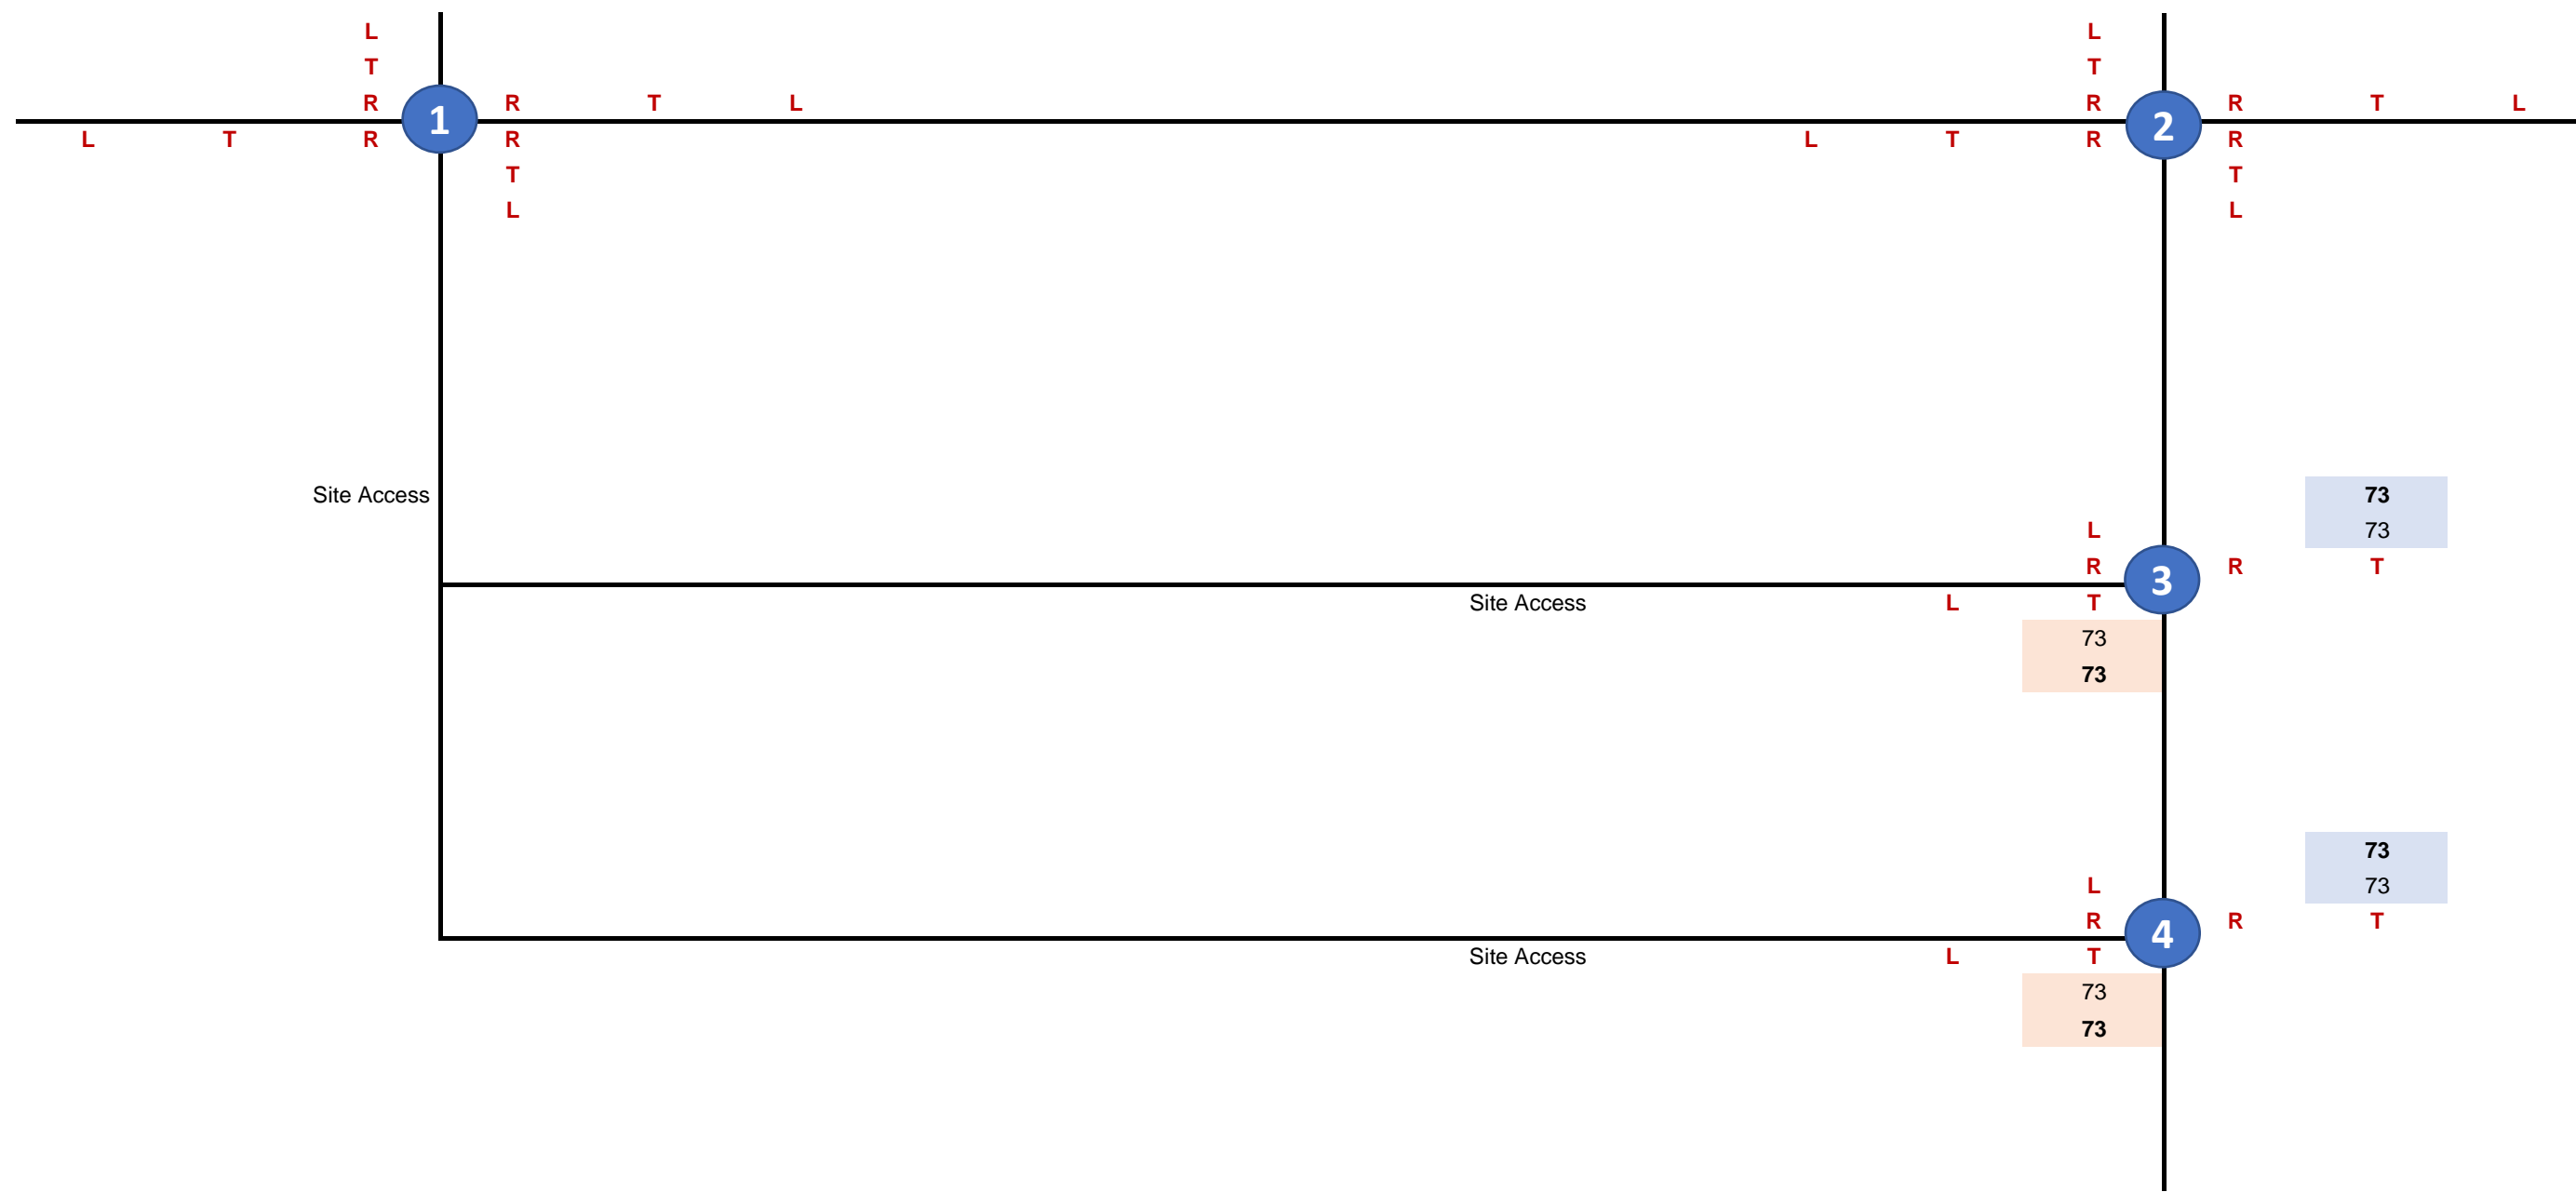 L L
T T
R 1 R T L R 2 R T L
L T R R L T R R
T T
L L
Site Access 73
L 73
R 3 R T
Site Access L T
73
73
73
L 73
R 4 R T
Site Access L T
73
73